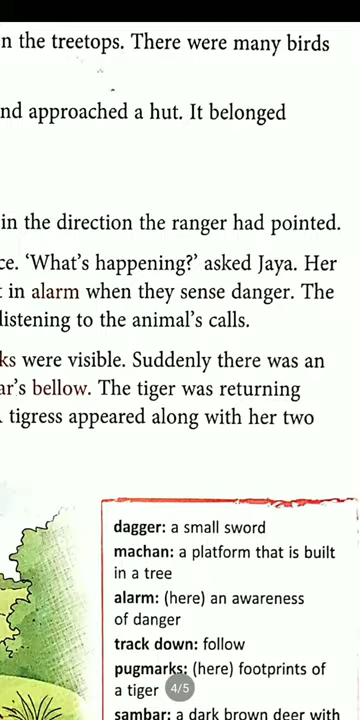 n the treetops. There were many birds
nd approached a hut. It belonged
in the direction the ranger had pointed.
ce. ‘What’s happening?’ asked Jaya. Her
t in alarm when they sense danger. The
listening to the animal’s calls.
ks were visible. Suddenly there was an
ar’s bellow. The tiger was returning
tigress appeared along with her two
dagger: a small sword
machan: a platform that is built
in a tree
alarm: (here) an awareness
of danger
track down: follow
pugmarks: (here) footprints of
a tiger
4/5
sambar: a dark brown deer with